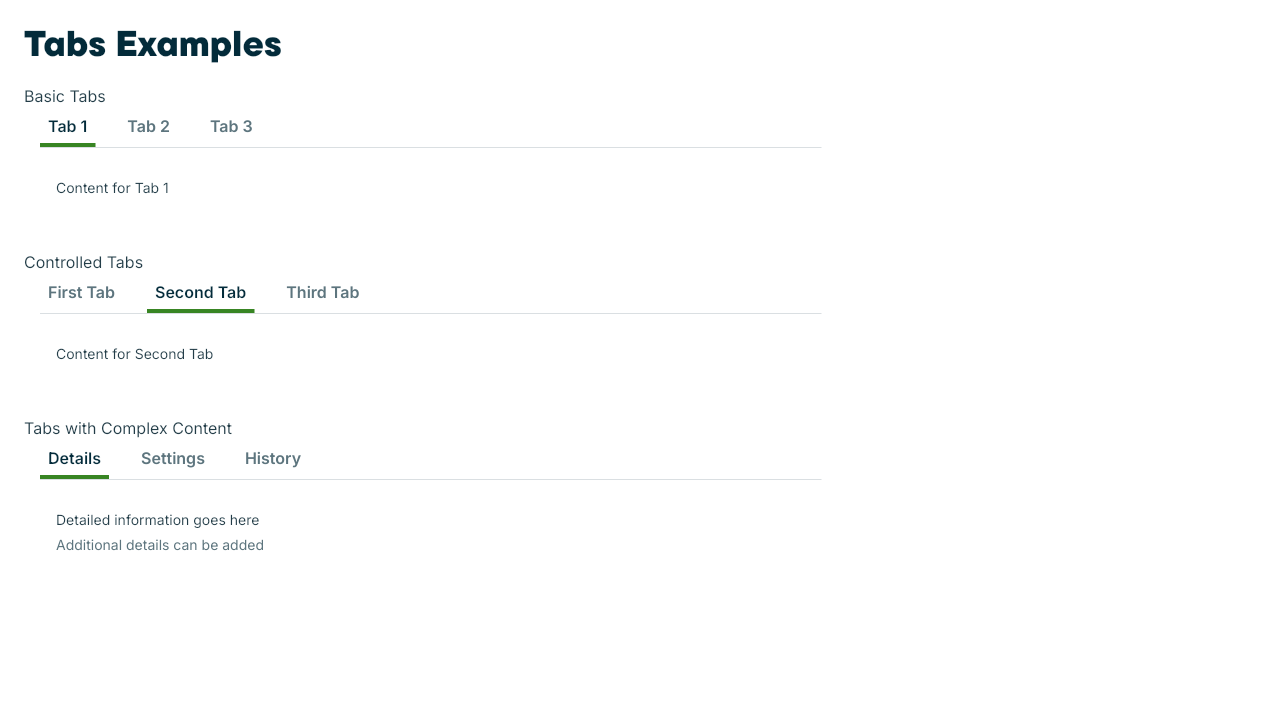 Tabs Examples
Basic Tabs
Tab 1 Tab 2 Tab 3
Content for Tab 1
Controlled Tabs
First Tab Second Tab Third Tab
Content for Second Tab
Tabs with Complex Content
Details Settings History
Detailed information goes here
Additional details can be added